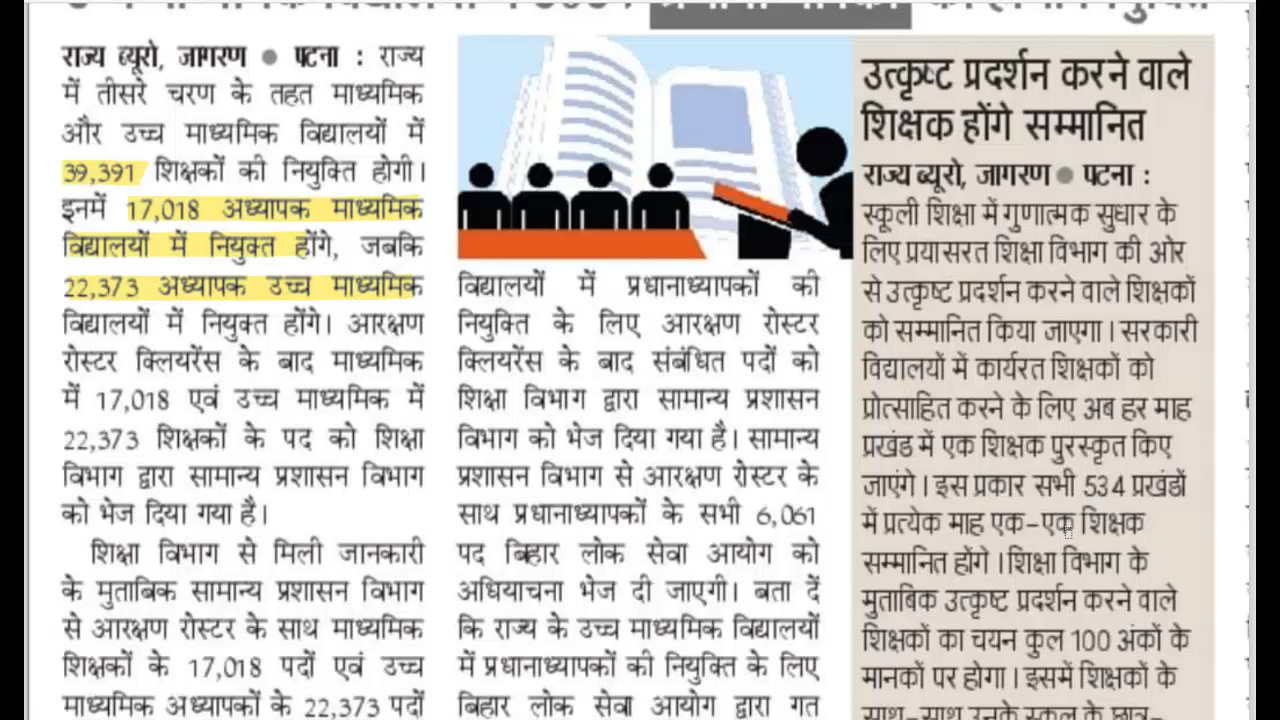 राज्य ब्यूरो, जागरण ● पटना : राज्य
में तीसरे चरण के तहत माध्यमिक
और उच्च माध्यमिक विद्यालयों में
39,391 शिक्षकों की नियुक्ति होगी।
इनमें 17,018 अध्यापक माध्यमिक
विद्यालयों में नियुक्त होंगे, जबकि
22,373 अध्यापक उच्च माध्यमिक
विद्यालयों में नियुक्त होंगे। आरक्षण
रोस्टर क्लियरेंस के बाद माध्यमिक
में 17,018 एवं उच्च माध्यमिक में
22,373 शिक्षकों के पद को शिक्षा
विभाग द्वारा सामान्य प्रशासन विभाग
को भेज दिया गया है।
शिक्षा विभाग से मिली जानकारी
के मुताबिक सामान्य प्रशासन विभाग
से आरक्षण रोस्टर के साथ माध्यमिक
शिक्षकों के 17,018 पदों एवं उच्च
माध्यमिक अध्यापकों के 22,373 पदों
विद्यालयों में प्रधानाध्यापकों की
नियुक्ति के लिए आरक्षण रोस्टर
क्लियरेंस के बाद संबंधित पदों को
शिक्षा विभाग द्वारा सामान्य प्रशासन
विभाग को भेज दिया गया है। सामान्य
प्रशासन विभाग से आरक्षण रोस्टर के
साथ प्रधानाध्यापकों के सभी 6,061
पद बिहार लोक सेवा आयोग को
अधियाचना भेज दी जाएगी। बता दें
कि राज्य के उच्च माध्यमिक विद्यालयों
में प्रधानाध्यापकों की नियुक्ति के लिए
बिहार लोक सेवा आयोग द्वारा गत
उत्कृष्ट प्रदर्शन करने वाले
शिक्षक होंगे सम्मानित
राज्य ब्यूरो, जागरण ● पटना :
स्कूली शिक्षा में गुणात्मक सुधार के
लिए प्रयासरत शिक्षा विभाग की ओर
से उत्कृष्ट प्रदर्शन करने वाले शिक्षकों
को सम्मानित किया जाएगा। सरकारी
विद्यालयों में कार्यरत शिक्षकों को
प्रोत्साहित करने के लिए अब हर माह
प्रखंड में एक शिक्षक पुरस्कृत किए
जाएंगे। इस प्रकार सभी 534 प्रखंडों
में प्रत्येक माह एक-एक शिक्षक
सम्मानित होंगे। शिक्षा विभाग के
मुताबिक उत्कृष्ट प्रदर्शन करने वाले
शिक्षकों का चयन कुल 100 अंकों के
मानकों पर होगा। इसमें शिक्षकों के
साथ-साथ उनके स्कूल के छात्र-